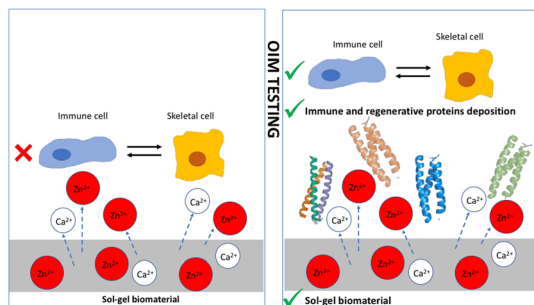 Immune cell
Skeletal cell
Zn2+
Ca2+
Zn2+
Ca2+
Zn2+
Zn2+
Zn2+
Ca2+
Zn2+
Ca2+
Sol-gel biomaterial
OIM TESTING
Immune cell
Skeletal cell
Immune and regenerative proteins deposition
Zn2+
Ca2+
Zn2+
Ca2+
Zn2+
Zn2+
Zn2+
Ca2+
Zn2+
Ca2+
Sol-gel biomaterial